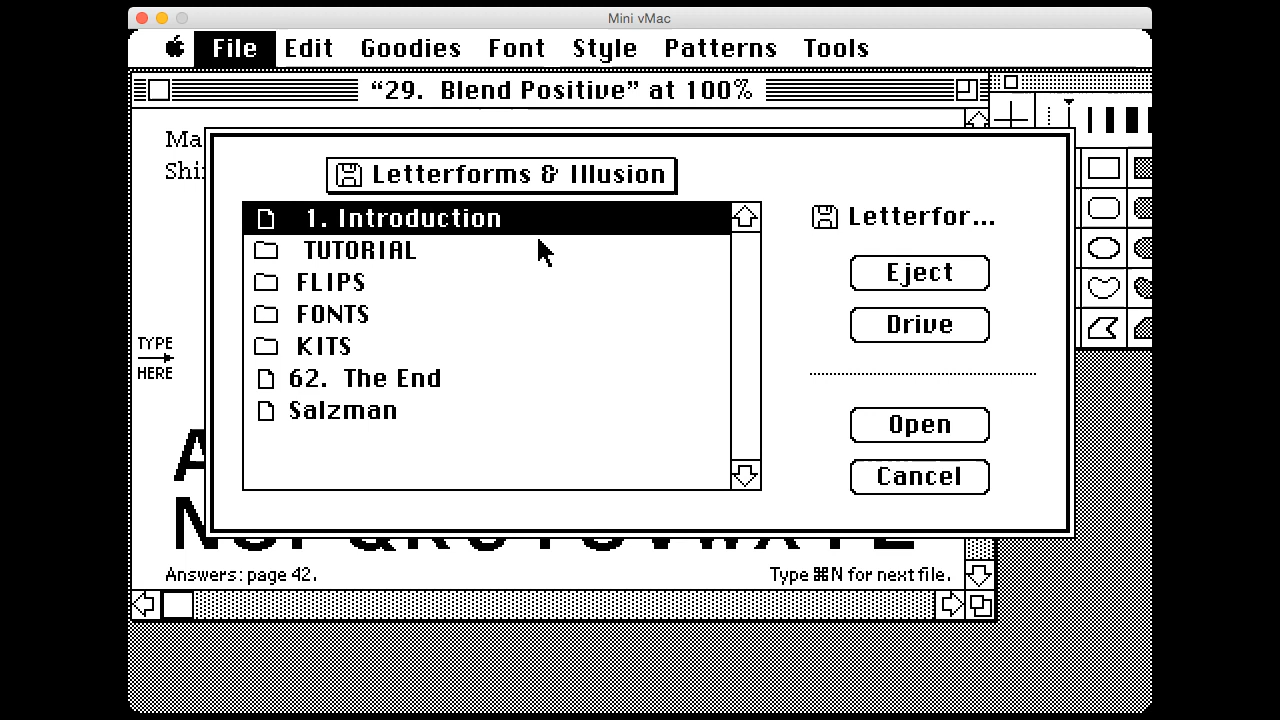 Mini vMac
File Edit Goodies Font Style Patterns Tools
“29. Blend Positive” at 100%
Ma
Shi
Letterforms & Illusion
1. Introduction
TUTORIAL
FLIPS
FONTS
KITS
62. The End
Salzman
Letterfor...
Eject
Drive
Open
Cancel
TYPE
HERE
A
Answers: page 42.
Type ⌘N for next file.